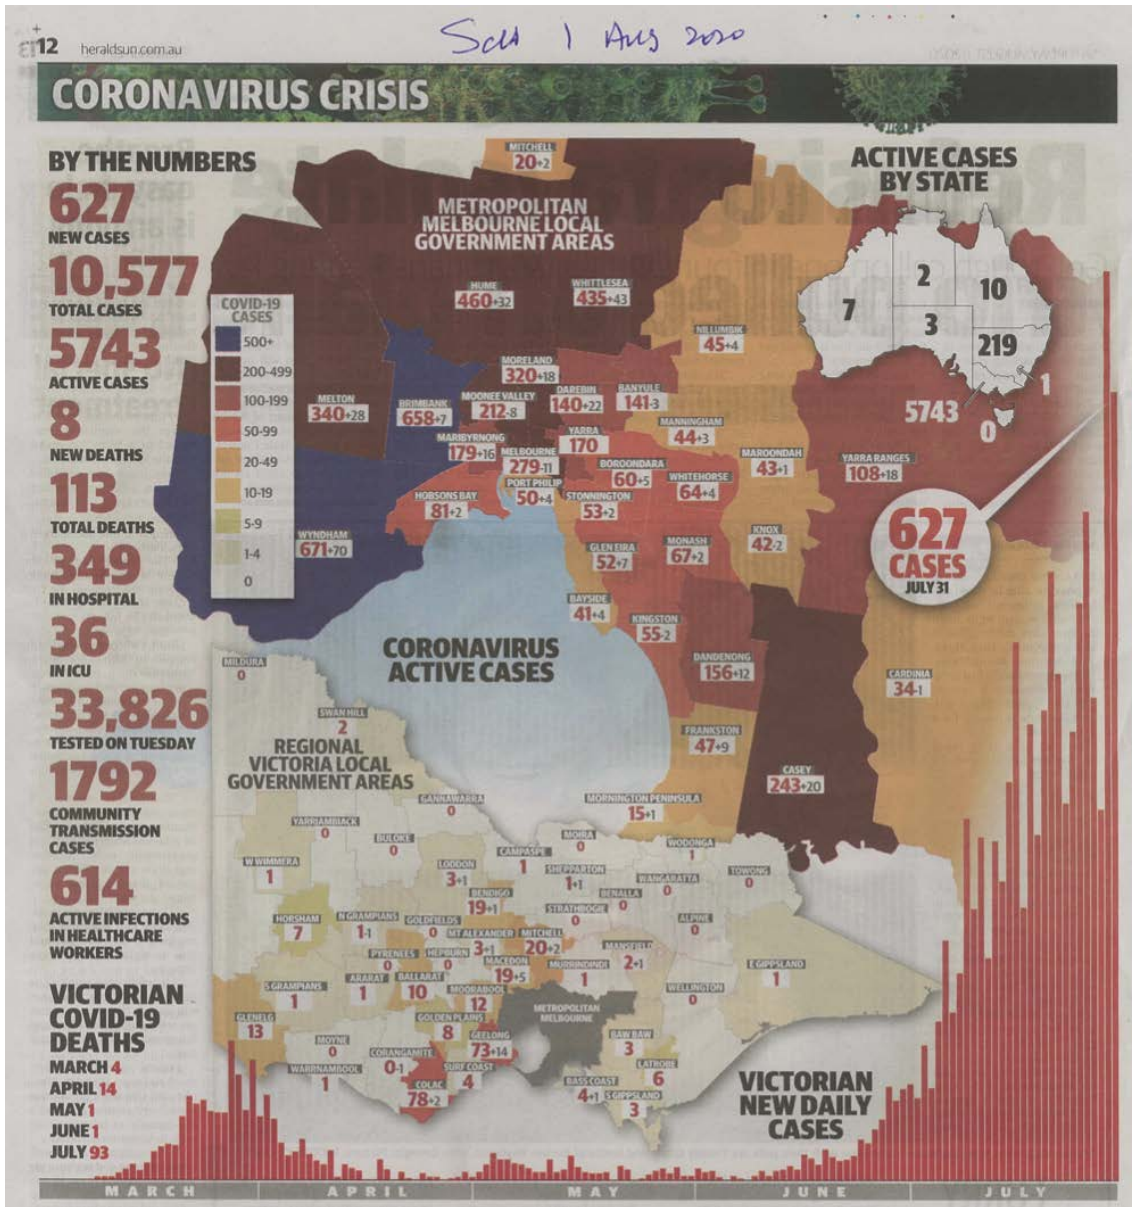 Sat 1 Aug 2020
12 heraldsun.com.au
CORONAVIRUS CRISIS
BY THE NUMBERS
627
NEW CASES
10,577
TOTAL CASES
5743
ACTIVE CASES
8
NEW DEATHS
113
TOTAL DEATHS
349
IN HOSPITAL
36
IN ICU
33,826
TESTED ON TUESDAY
1792
COMMUNITY
TRANSMISSION
CASES
614
ACTIVE INFECTIONS
IN HEALTHCARE
WORKERS
VICTORIAN
COVID-19
DEATHS
MARCH 4
APRIL 14
MAY 1
JUNE 1
JULY 93
COVID-19
CASES
500+
200-499
100-199
50-99
20-49
10-19
5-9
1-4
0
METROPOLITAN
MELBOURNE LOCAL
GOVERNMENT AREAS
MITCHELL
20+2
HUME
460+32
WHITTLESEA
435+43
NILLUMBIK
45+4
MORELAND
320+18
MELTON
340+28
BRIMBANK
658+7
MOONEE VALLEY
212-8
DAREBIN
140+22
BANYULE
141-3
MANNINGHAM
44+3
MARIBYRNONG
179+16
MELBOURNE
279-11
YARRA
170
MAROONDAH
43+1
YARRA RANGES
108+18
BOROONDARA
60+5
WHITEHORSE
64+4
HOBSONS BAY
81+2
PORT PHILIP
50+4
STONNINGTON
53+2
WYNDHAM
671+70
GLEN EIRA
52+7
MONASH
67+2
KNOX
42-2
BAYSIDE
41+4
KINGSTON
55-2
DANDENONG
156+12
CARDINIA
34-1
FRANKSTON
47+9
CASEY
243+20
MORNINGTON PENINSULA
15+1
CORONAVIRUS
ACTIVE CASES
ACTIVE CASES
BY STATE
7
2
10
3
219
1
5743
0
627
CASES
JULY 31
REGIONAL
VICTORIA LOCAL
GOVERNMENT AREAS
MILDURA
0
SWAN HILL
2
GANNAWARRA
0
YARRIAMBIACK
0
BULOKE
0
MOIRA
0
WODONGA
1
CAMPASPE
1
W WIMMERA
1
LODDON
3+1
SHEPPARTON
1+1
WANGARATTA
0
TOWONG
0
BENDIGO
19+1
BENALLA
0
STRATHBOGIE
0
ALPINE
0
HORSHAM
7
N GRAMPIANS
1-1
GOLDFIELDS
0
MT ALEXANDER
3+1
MITCHELL
20+2
MANSFIELD
2+1
PYRENEES
0
HEPBURN
0
MACEDON
19+5
MURRINDINDI
1
E GIPPSLAND
1
S GRAMPIANS
1
ARARAT
1
BALLARAT
10
MOORABOOL
12
WELLINGTON
0
METROPOLITAN
MELBOURNE
GLENELG
13
GOLDEN PLAINS
8
MOYNE
0
GEELONG
73+14
BAW BAW
3
CORANGAMITE
0-1
WARRNAMBOOL
1
SURF COAST
4
LATROBE
6
COLAC
78+2
BASS COAST
4+1
S GIPPSLAND
3
VICTORIAN
NEW DAILY
CASES
MARCH
APRIL
MAY
JUNE
JULY